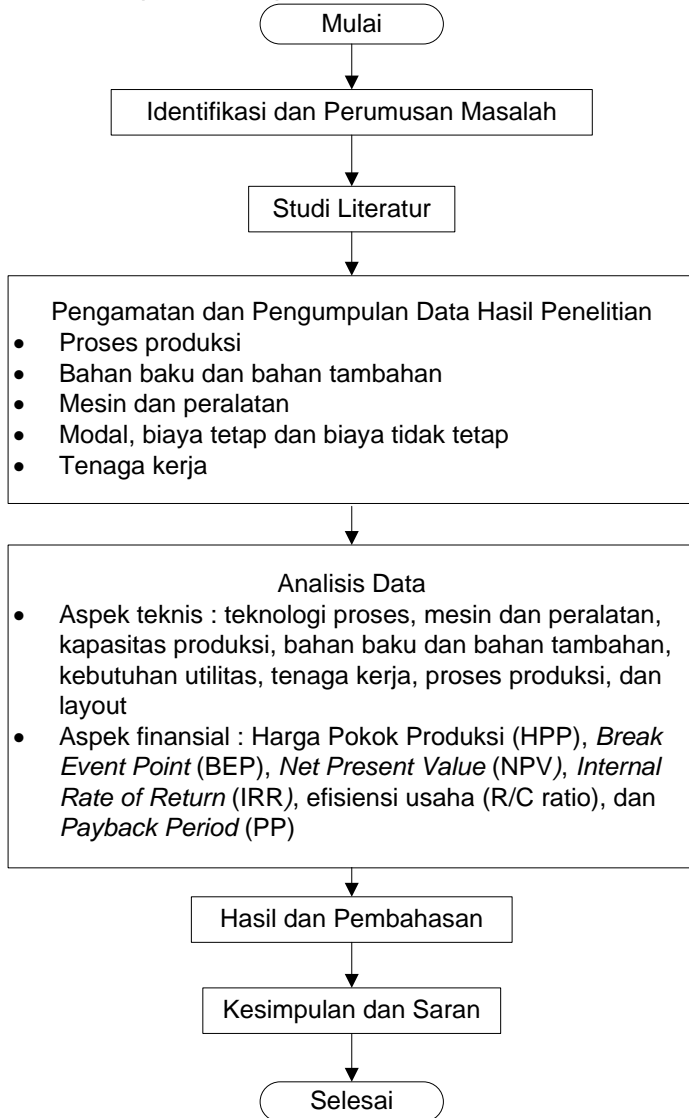 Mulai
Identifikasi dan Perumusan Masalah
Studi Literatur
Pengamatan dan Pengumpulan Data Hasil Penelitian
• Proses produksi
• Bahan baku dan bahan tambahan
• Mesin dan peralatan
• Modal, biaya tetap dan biaya tidak tetap
• Tenaga kerja
Analisis Data
• Aspek teknis : teknologi proses, mesin dan peralatan,
kapasitas produksi, bahan baku dan bahan tambahan,
kebutuhan utilitas, tenaga kerja, proses produksi, dan
layout
• Aspek finansial : Harga Pokok Produksi (HPP), Break
Event Point (BEP), Net Present Value (NPV), Internal
Rate of Return (IRR), efisiensi usaha (R/C ratio), dan
Payback Period (PP)
Hasil dan Pembahasan
Kesimpulan dan Saran
Selesai